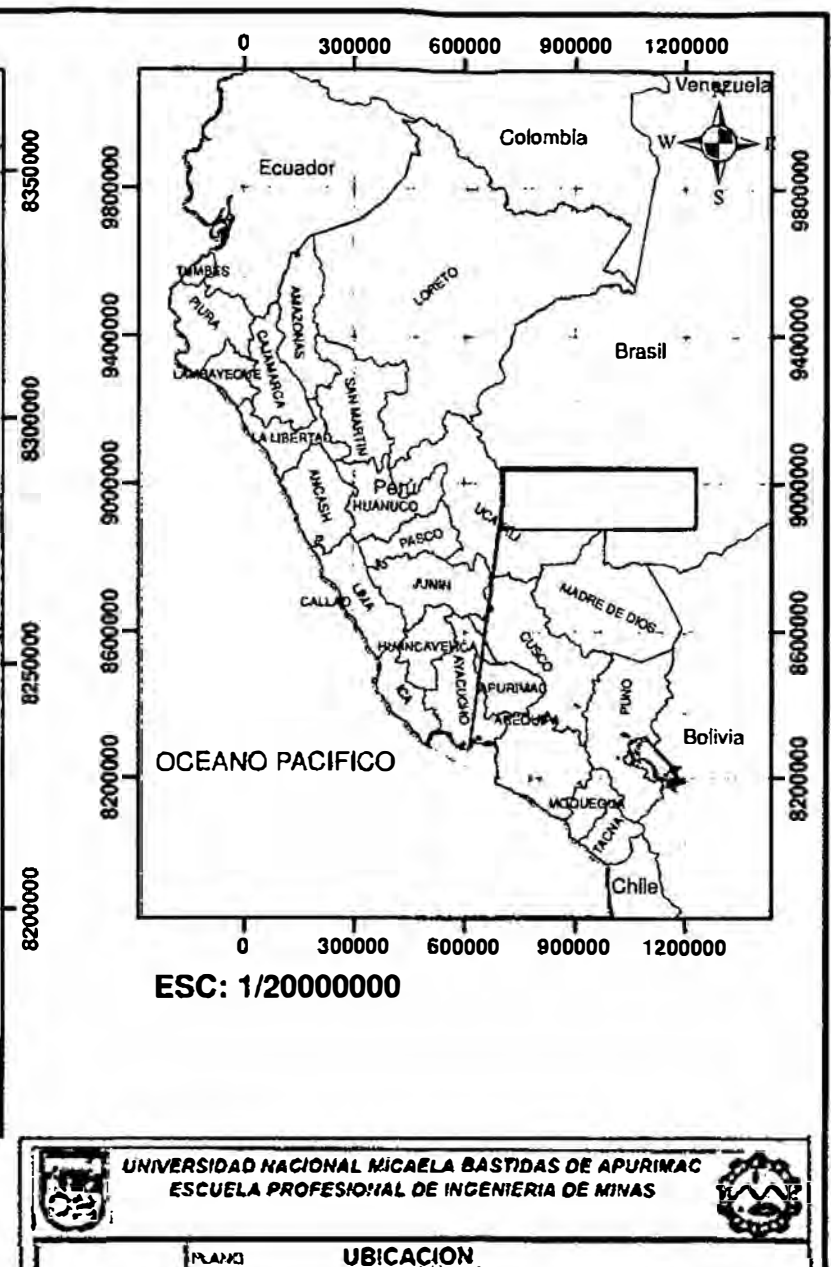 0 300000 600000 900000 1200000
Venezuela
N
Colombia
W E
S
Ecuador
8350000
9800000
9800000
TUMBES
LORETO
PIURA
AMAZONAS
9400000
Brasil
9400000
LAMBAYEQUE
CAJAMARCA
SAN MARTIN
8300000
LA LIBERTAD
9000000
Perú
9000000
ANCASH
HUANUCO
UCAYALI
PASCO
JUNIN
LIMA
MADRE DE DIOS
CALLAO
8600000
8600000
HUANCAVELICA
CUSCO
8250000
AYACUCHO
APURIMAC
ICA
PUNO
AREQUIPA
Bolivia
OCEANO PACIFICO
8200000
8200000
MOQUEGUA
TACNA
Chile
8200000
0 300000 600000 900000 1200000
ESC: 1/20000000
UNIVERSIDAD NACIONAL MICAELA BASTIDAS DE APURIMAC
ESCUELA PROFESIONAL DE INGENIERIA DE MINAS
PLANO
UBICACIÓN